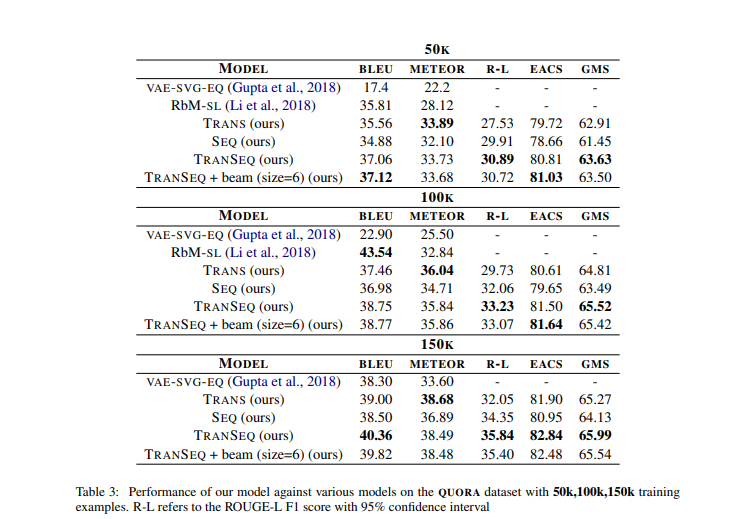 50K
MODEL BLEU METEOR R-L EACS GMS
VAE-SVG-EQ (Gupta et al., 2018) 17.4 22.2 - - -
RbM-SL (Li et al., 2018) 35.81 28.12 - - -
TRANS (ours) 35.56 33.89 27.53 79.72 62.91
SEQ (ours) 34.88 32.10 29.91 78.66 61.45
TRANSEQ (ours) 37.06 33.73 30.89 80.81 63.63
TRANSEQ + beam (size=6) (ours) 37.12 33.68 30.72 81.03 63.50
100K
MODEL BLEU METEOR R-L EACS GMS
VAE-SVG-EQ (Gupta et al., 2018) 22.90 25.50 - - -
RbM-SL (Li et al., 2018) 43.54 32.84 - - -
TRANS (ours) 37.46 36.04 29.73 80.61 64.81
SEQ (ours) 36.98 34.71 32.06 79.65 63.49
TRANSEQ (ours) 38.75 35.84 33.23 81.50 65.52
TRANSEQ + beam (size=6) (ours) 38.77 35.86 33.07 81.64 65.42
150K
MODEL BLEU METEOR R-L EACS GMS
VAE-SVG-EQ (Gupta et al., 2018) 38.30 33.60 - - -
TRANS (ours) 39.00 38.68 32.05 81.90 65.27
SEQ (ours) 38.50 36.89 34.35 80.95 64.13
TRANSEQ (ours) 40.36 38.49 35.84 82.84 65.99
TRANSEQ + beam (size=6) (ours) 39.82 38.48 35.40 82.48 65.54
Table 3: Performance of our model against various models on the QUORA dataset with 50k,100k,150k training
examples. R-L refers to the ROUGE-L F1 score with 95% confidence interval